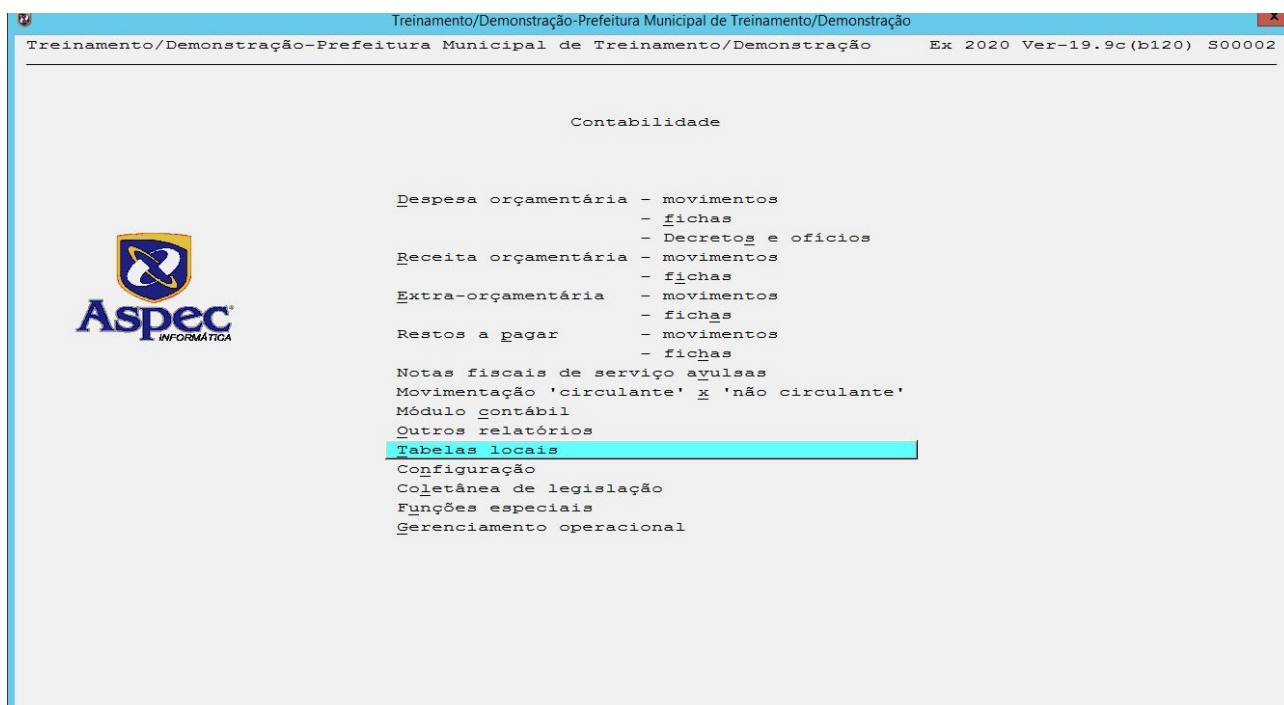 Treinamento/Demonstração-Prefeitura Municipal de Treinamento/Demonstração
x
Treinamento/Demonstração-Prefeitura Municipal de Treinamento/Demonstração Ex 2020 Ver-19.9c(b120) S00002
Contabilidade
Despesa orçamentária - movimentos
- fichas
- Decretos e ofícios
Receita orçamentária - movimentos
- fichas
Extra-orçamentária - movimentos
- fichas
Restos a pagar - movimentos
- fichas
Notas fiscais de serviço avulsas
Movimentação 'circulante' x 'não circulante'
Módulo contábil
Outros relatórios
Tabelas locais
Configuração
Coletânea de legislação
Funções especiais
Gerenciamento operacional
Aspec
INFORMÁTICA